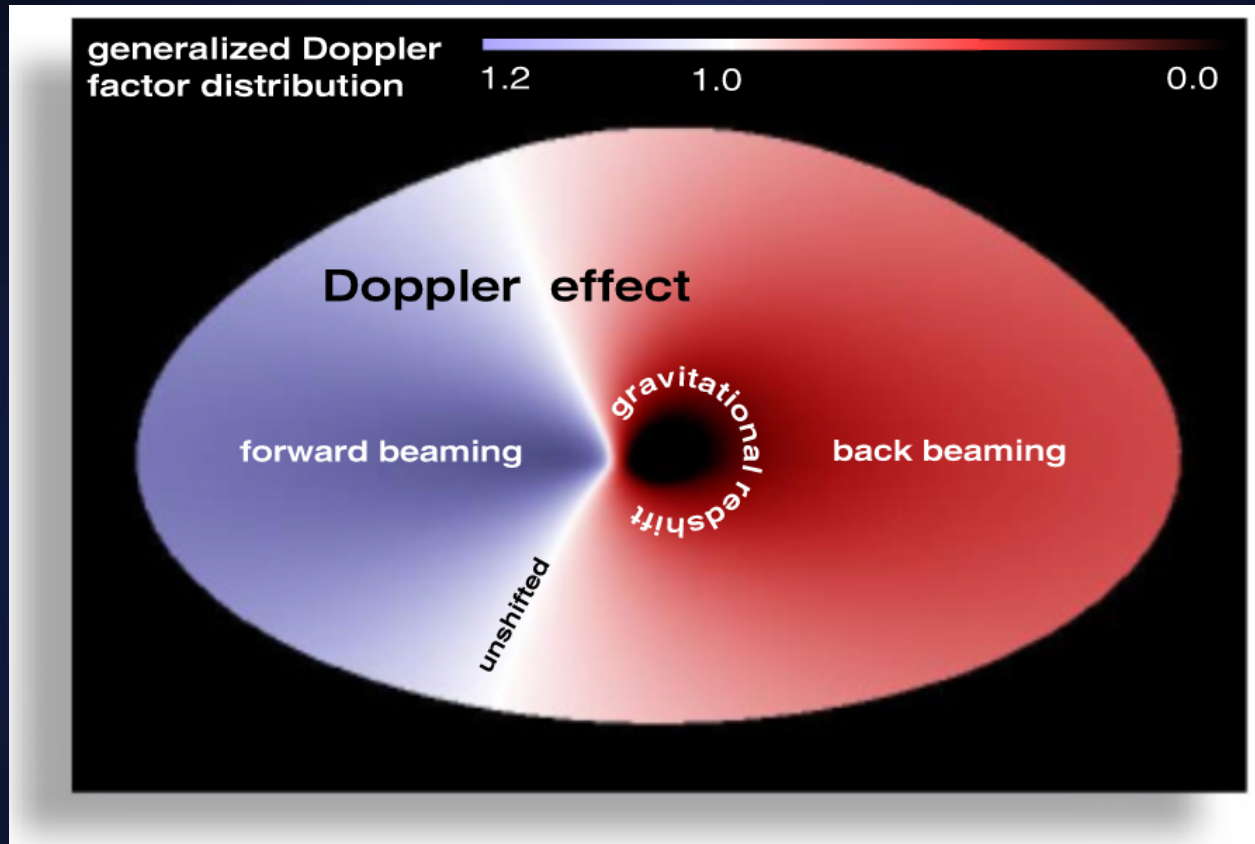 generalized Doppler
factor distribution
1.2 1.0 0.0
Doppler effect
gravitational redshift
forward beaming
back beaming
unshifted